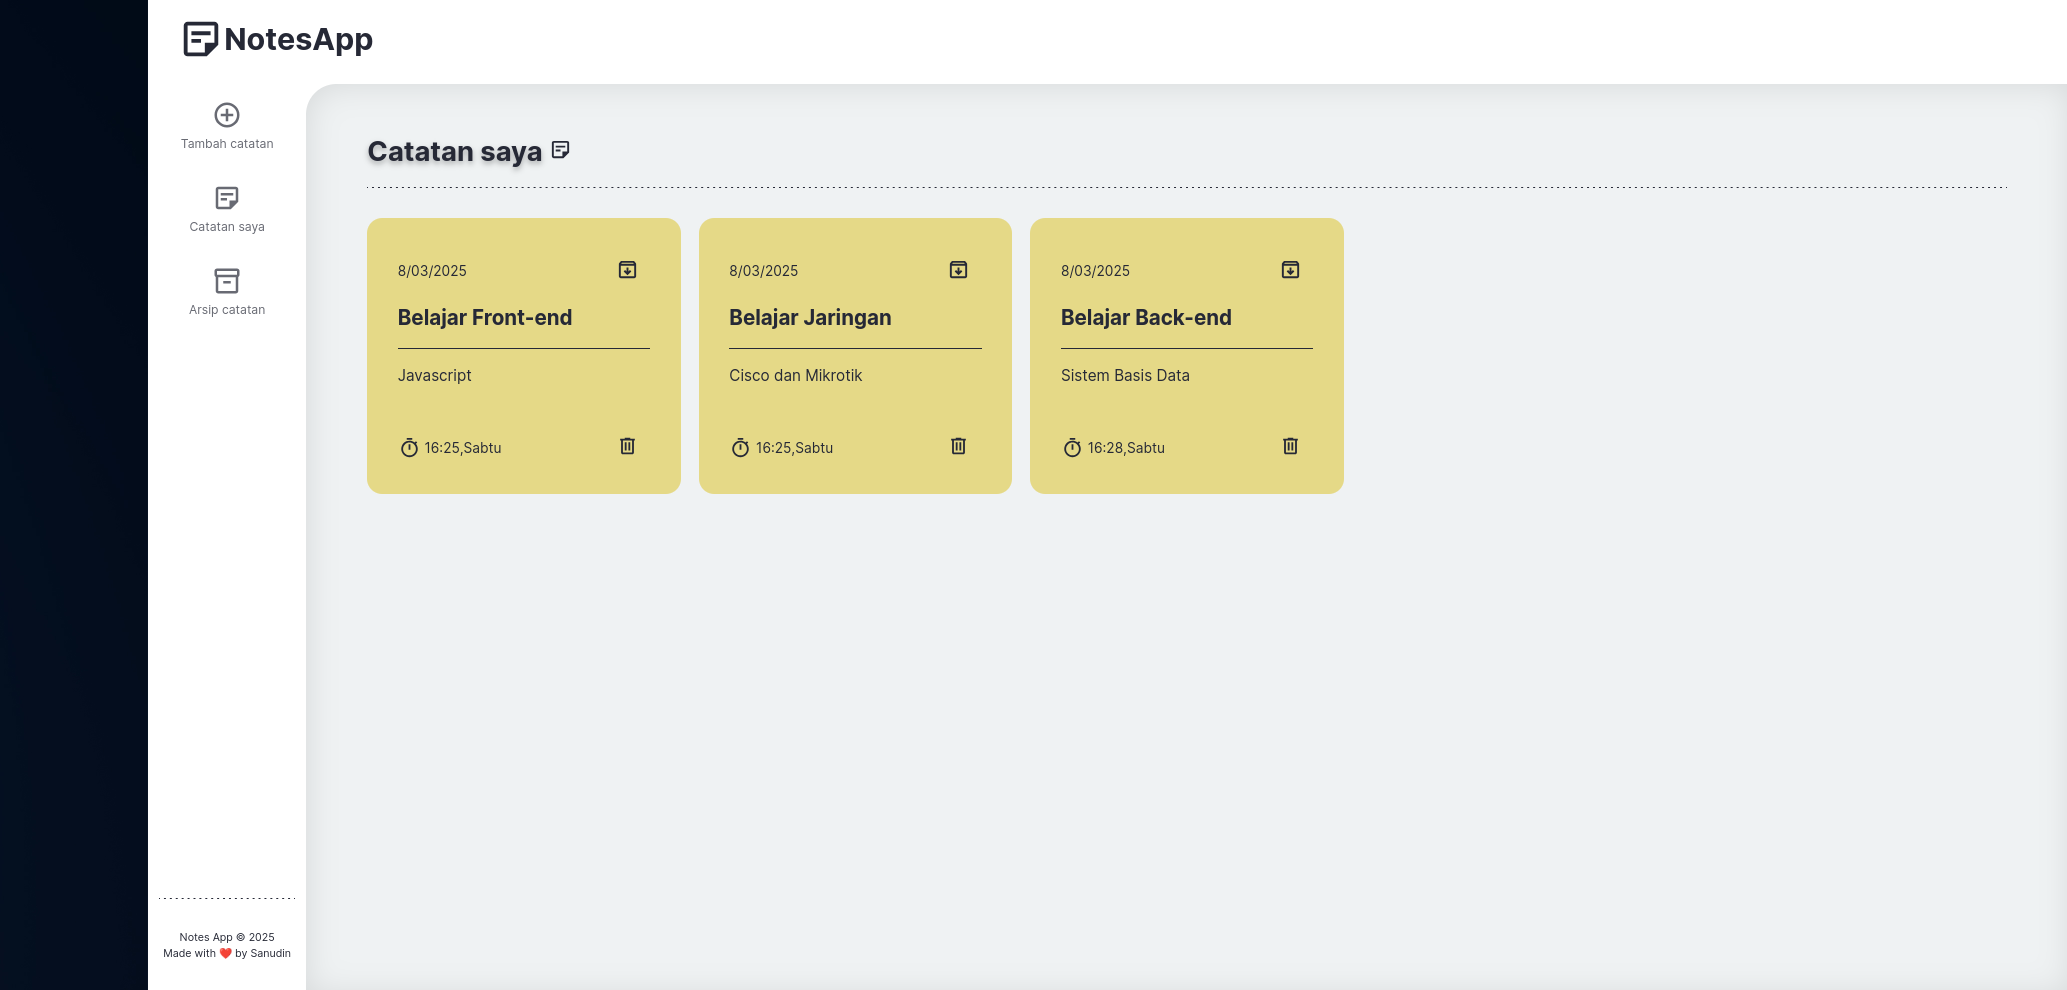 NotesApp
Tambah catatan
Catatan saya
Arsip catatan
Catatan saya
8/03/2025
Belajar Front-end
Javascript
16:25,Sabtu
8/03/2025
Belajar Jaringan
Cisco dan Mikrotik
16:25,Sabtu
8/03/2025
Belajar Back-end
Sistem Basis Data
16:28,Sabtu
Notes App © 2025
Made with ❤️ by Sanudin